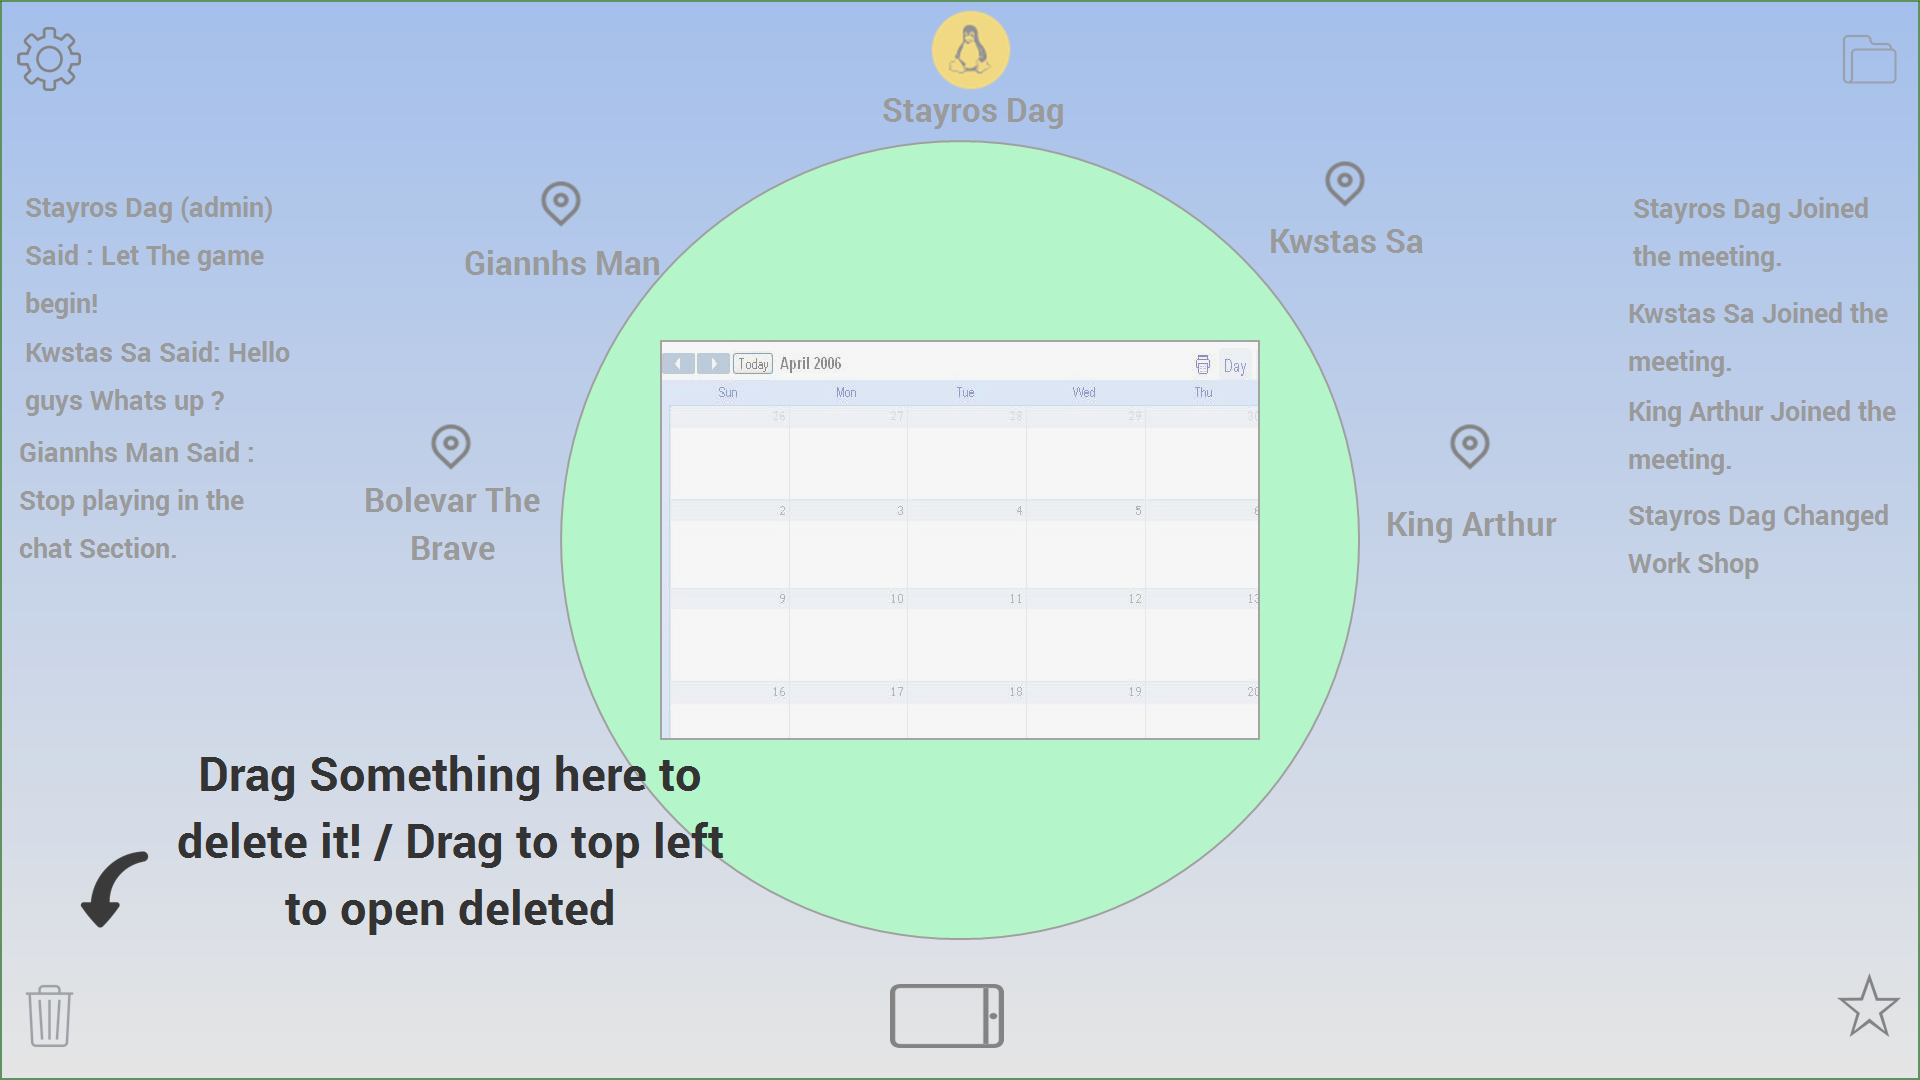 Stayros Dag
Stayros Dag (admin)
Said : Let The game
begin!
Kwstas Sa Said: Hello
guys Whats up ?
Giannhs Man Said :
Stop playing in the
chat Section.
Giannhs Man
Bolevar The
Brave
Kwstas Sa
King Arthur
Stayros Dag Joined
the meeting.
Kwstas Sa Joined the
meeting.
King Arthur Joined the
meeting.
Stayros Dag Changed
Work Shop
Today April 2006 Day
Sun Mon Tue Wed Thu
26 27 28 29 30
2 3 4 5 6
9 10 11 12 13
16 17 18 19 20
Drag Something here to
delete it! / Drag to top left
to open deleted